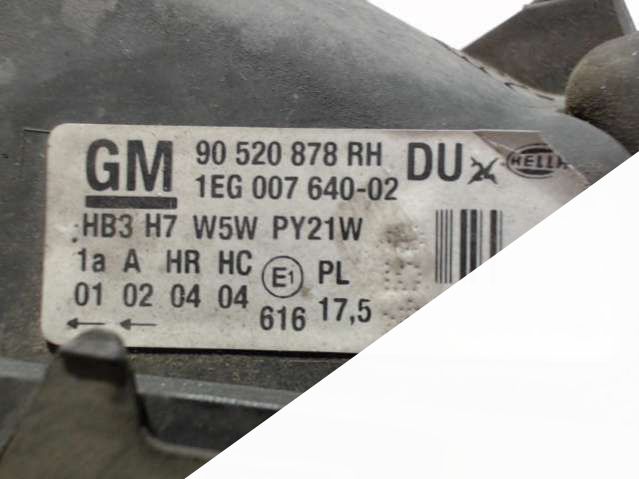 GM 90 520 878 RH DU
1EG 007 640-02
HB3 H7 W5W PY21W
1a A HR HC E1 PL
01 02 04 04 616 17,5